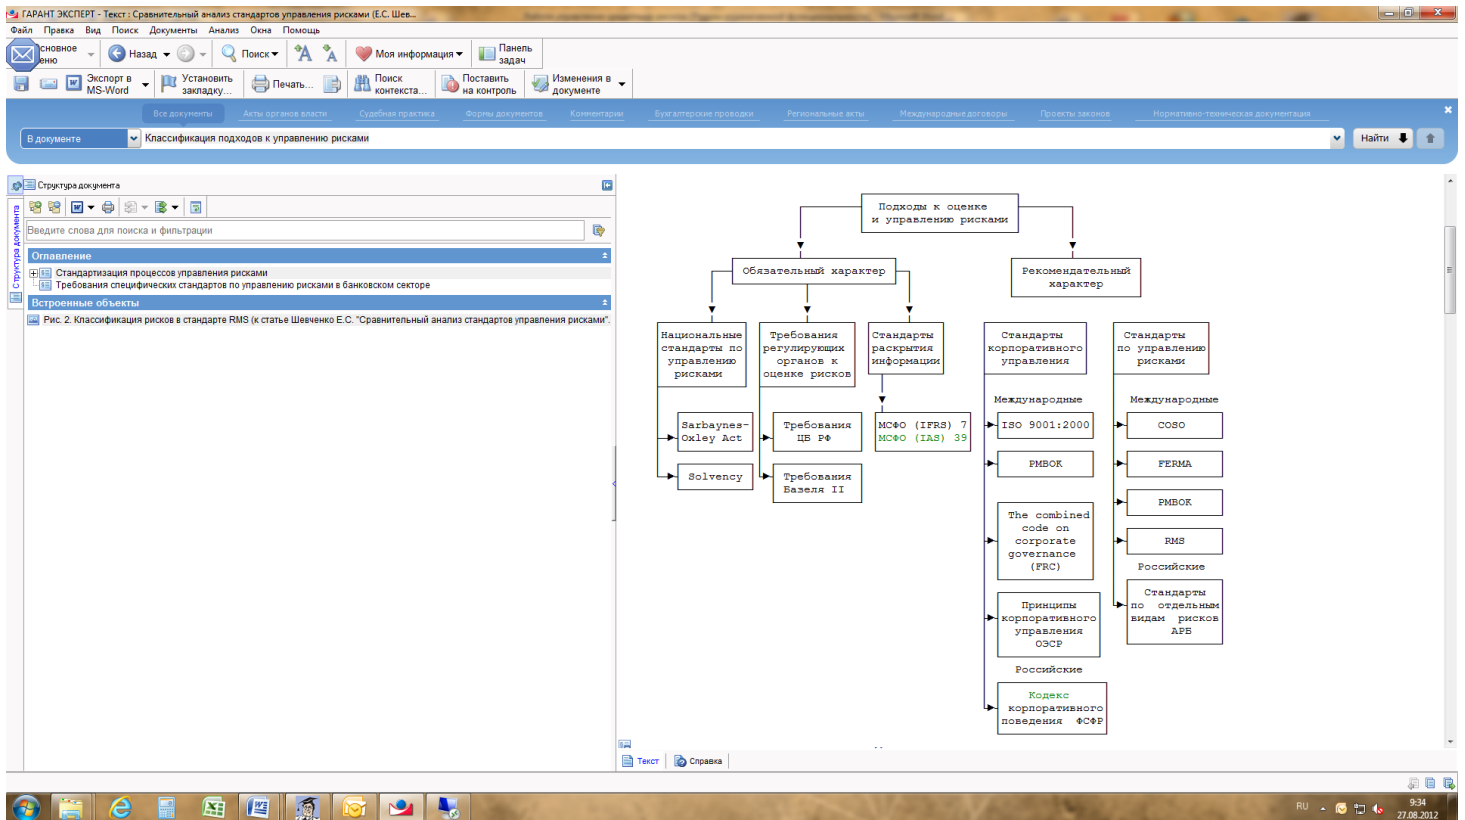 ГАРАНТ ЭКСПЕРТ - Текст : Сравнительный анализ стандартов управления рисками (Е.С. Шев...
Файл Правка Вид Поиск Документы Анализ Окна Помощь
Назад
Поиск
Моя информация
Панель
задач
Экспорт в
MS-Word
Установить
закладку...
Печать...
Поиск
контекста...
Поставить
на контроль
Изменения в
документе
Все документы Акты органов власти Судебная практика Формы документов Комментарии Бухгалтерские проводки Региональные акты Международные договоры Проекты законов Нормативно-техническая документация
В документе Классификация подходов к управлению рисками Найти
Структура документа
Структура документа
Введите слова для поиска и фильтрации
Оглавление
Стандартизация процессов управления рисками
Требования специфических стандартов по управлению рисками в банковском секторе
Встроенные объекты
Рис. 2. Классификация рисков в стандарте RMS (к статье Шевченко Е.С. "Сравнительный анализ стандартов управления рисками".
Подходы к оценке
и управлению рисками
Обязательный характер
Рекомендательный
характер
Национальные
стандарты по
управлению
рисками
Требования
регулирующих
органов к
оценке рисков
Стандарты
раскрытия
информации
Стандарты
корпоративного
управления
Стандарты
по управлению
рисками
Sarbaynes-
Oxley Act
Solvency
Требования
ЦБ РФ
Требования
Базеля II
МСФО (IFRS) 7
МСФО (IAS) 39
Международные
ISO 9001:2000
PMBOK
The combined
code on
corporate
governance
(FRC)
Принципы
корпоративного
управления
ОЭСР
Российские
Кодекс
корпоративного
поведения ФСФР
Международные
COSO
FERMA
PMBOK
RMS
Российские
Стандарты
по отдельным
видам рисков
АРБ
Текст Справка
RU
9:34
27.08.2012